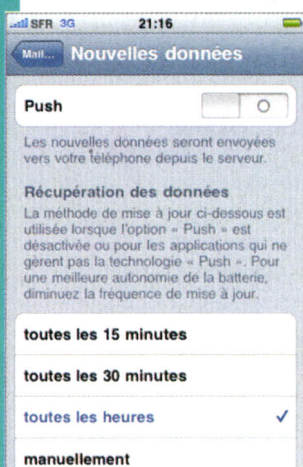 SFR 3G 21:16
Mail... Nouvelles données
Push
Les nouvelles données seront envoyées
vers votre téléphone depuis le serveur.
Récupération des données
La méthode de mise à jour ci-dessous est
utilisée lorsque l'option « Push » est
désactivée ou pour les applications qui ne
gèrent pas la technologie « Push ». Pour
une meilleure autonomie de la batterie,
diminuez la fréquence de mise à jour.
toutes les 15 minutes
toutes les 30 minutes
toutes les heures
manuellement